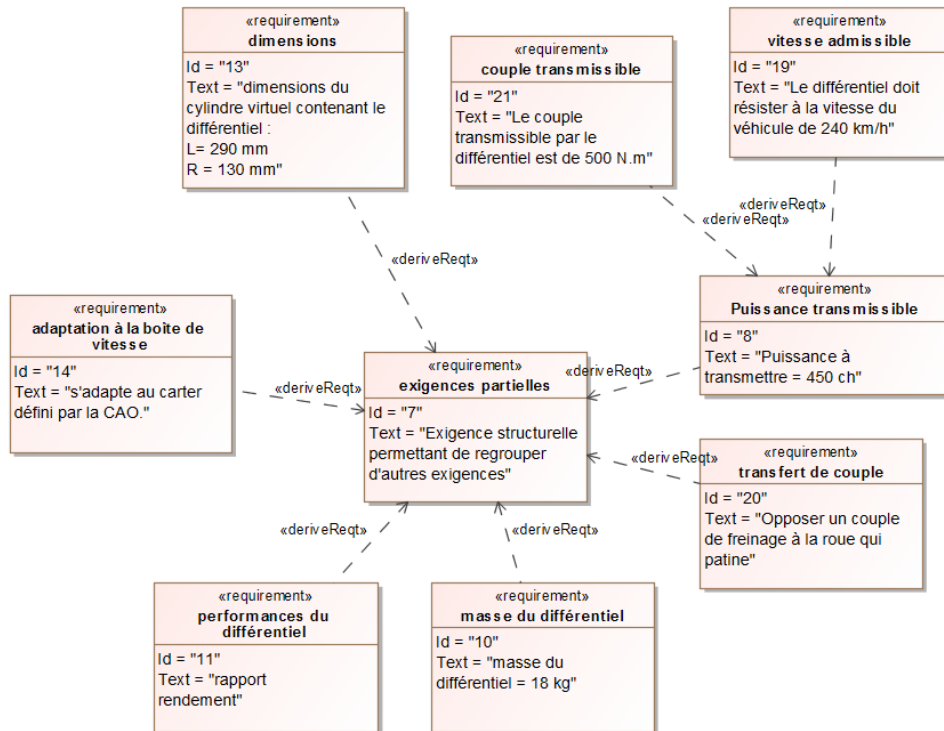 «requirement»
dimensions
Id = "13"
Text = "dimensions du
cylindre virtuel contenant le
différentiel :
L= 290 mm
R = 130 mm"
«requirement»
couple transmissible
Id = "21"
Text = "Le couple
transmissible par le
différentiel est de 500 N.m"
«requirement»
vitesse admissible
Id = "19"
Text = "Le différentiel doit
résister à la vitesse du
véhicule de 240 km/h"
«deriveReqt»
«deriveReqt»
«deriveReqt»
«requirement»
adaptation à la boite de
vitesse
Id = "14"
Text = "s'adapte au carter
défini par la CAO."
«deriveReqt»
«requirement»
exigences partielles
Id = "7"
Text = "Exigence structurelle
permettant de regrouper
d'autres exigences"
«deriveReqt»
«requirement»
Puissance transmissible
Id = "8"
Text = "Puissance à
transmettre = 450 ch"
«deriveReqt»
«requirement»
transfert de couple
Id = "20"
Text = "Opposer un couple
de freinage à la roue qui
patine"
«deriveReqt»
«deriveReqt»
«requirement»
performances du
différentiel
Id = "11"
Text = "rapport
rendement"
«requirement»
masse du différentiel
Id = "10"
Text = "masse du
différentiel = 18 kg"